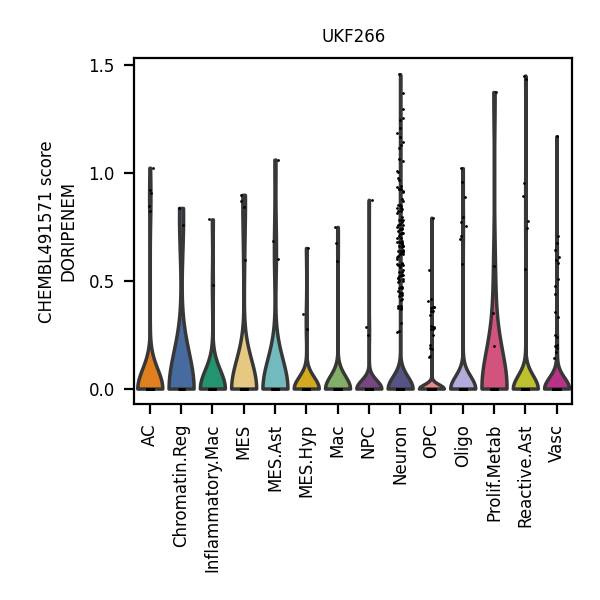 UKF266
CHEMBL491571 score
DORIPENEM
1.5
1.0
0.5
0.0
AC
Chromatin.Reg
Inflammatory.Mac
MES
MES.Ast
MES.Hyp
Mac
NPC
Neuron
OPC
Oligo
Prolif.Metab
Reactive.Ast
Vasc